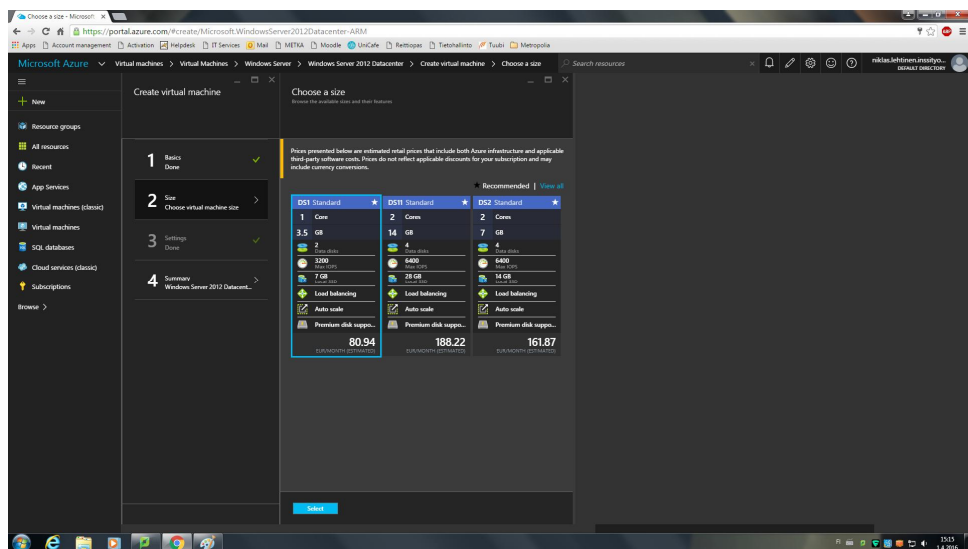 Choose a size - Microsoft
https://portal.azure.com/#create/Microsoft.WindowsServer2012Datacenter-ARM
Apps Account management Activation Helpdesk IT Services Mail METKA Moodle UniCafe Reittiopas Tietohallinto Tuubi Metropolia
Microsoft Azure Virtual machines > Virtual Machines > Windows Server > Windows Server 2012 Datacenter > Create virtual machine > Choose a size Search resources niklas.lehtinen.inssityo...
DEFAULT DIRECTORY
New
Resource groups
All resources
Recent
App Services
Virtual machines (classic)
Virtual machines
SQL databases
Cloud services (classic)
Subscriptions
Browse >
Create virtual machine
1 Basics
Done
2 Size
Choose virtual machine size
3 Settings
Done
4 Summary
Windows Server 2012 Datacent...
Choose a size
Browse the available sizes and their features
Prices presented below are estimated retail prices that include both Azure infrastructure and applicable
third-party software costs. Prices do not reflect applicable discounts for your subscription and may
include currency conversions.
★ Recommended | View all
DS1 Standard ★
1 Core
3.5 GB
2
Data disks
3200
Max IOPS
7 GB
Local SSD
Load balancing
Auto scale
Premium disk suppo...
80.94
EUR/MONTH (ESTIMATED)
DS11 Standard ★
2 Cores
14 GB
4
Data disks
6400
Max IOPS
28 GB
Local SSD
Load balancing
Auto scale
Premium disk suppo...
188.22
EUR/MONTH (ESTIMATED)
DS2 Standard ★
2 Cores
7 GB
4
Data disks
6400
Max IOPS
14 GB
Local SSD
Load balancing
Auto scale
Premium disk suppo...
161.87
EUR/MONTH (ESTIMATED)
Select
FI
15:15
1.4.2016